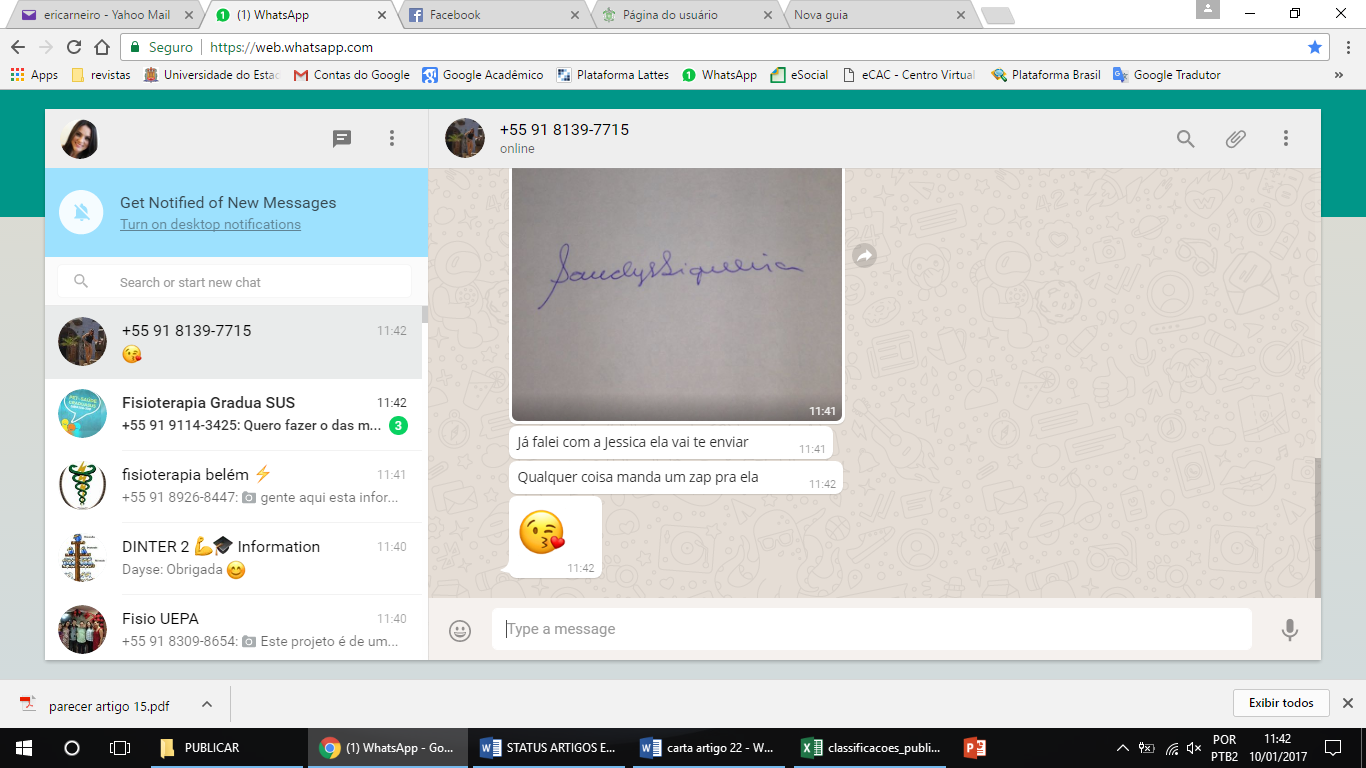 ericarneiro - Yahoo Mail
(1) WhatsApp
Facebook
Página do usuário
Nova guia
Seguro
https://web.whatsapp.com
Apps
revistas
Universidade do Estac
Contas do Google
Google Acadêmico
Plataforma Lattes
WhatsApp
eSocial
eCAC - Centro Virtual
Plataforma Brasil
Google Tradutor
»
+55 91 8139-7715
online
Get Notified of New Messages
Turn on desktop notifications
Search or start new chat
+55 91 8139-7715
11:42
😘
Fisioterapia Gradua SUS
11:42
+55 91 9114-3425: Quero fazer o das m...
3
fisioterapia belém ⚡
11:41
+55 91 8926-8447: 📷 gente aqui esta infor...
DINTER 2 💪🎓 Information
11:40
Dayse: Obrigada 😊
Fisio UEPA
11:40
+55 91 8309-8654: 📷 Este projeto é de um...
11:41
Já falei com a Jessica ela vai te enviar
11:41
Qualquer coisa manda um zap pra ela
11:42
😘
11:42
Type a message
parecer artigo 15.pdf
Exibir todos
PUBLICAR
(1) WhatsApp - Go...
STATUS ARTIGOS E...
carta artigo 22 - W...
classificacoes_publi...
POR
PTB2
11:42
10/01/2017